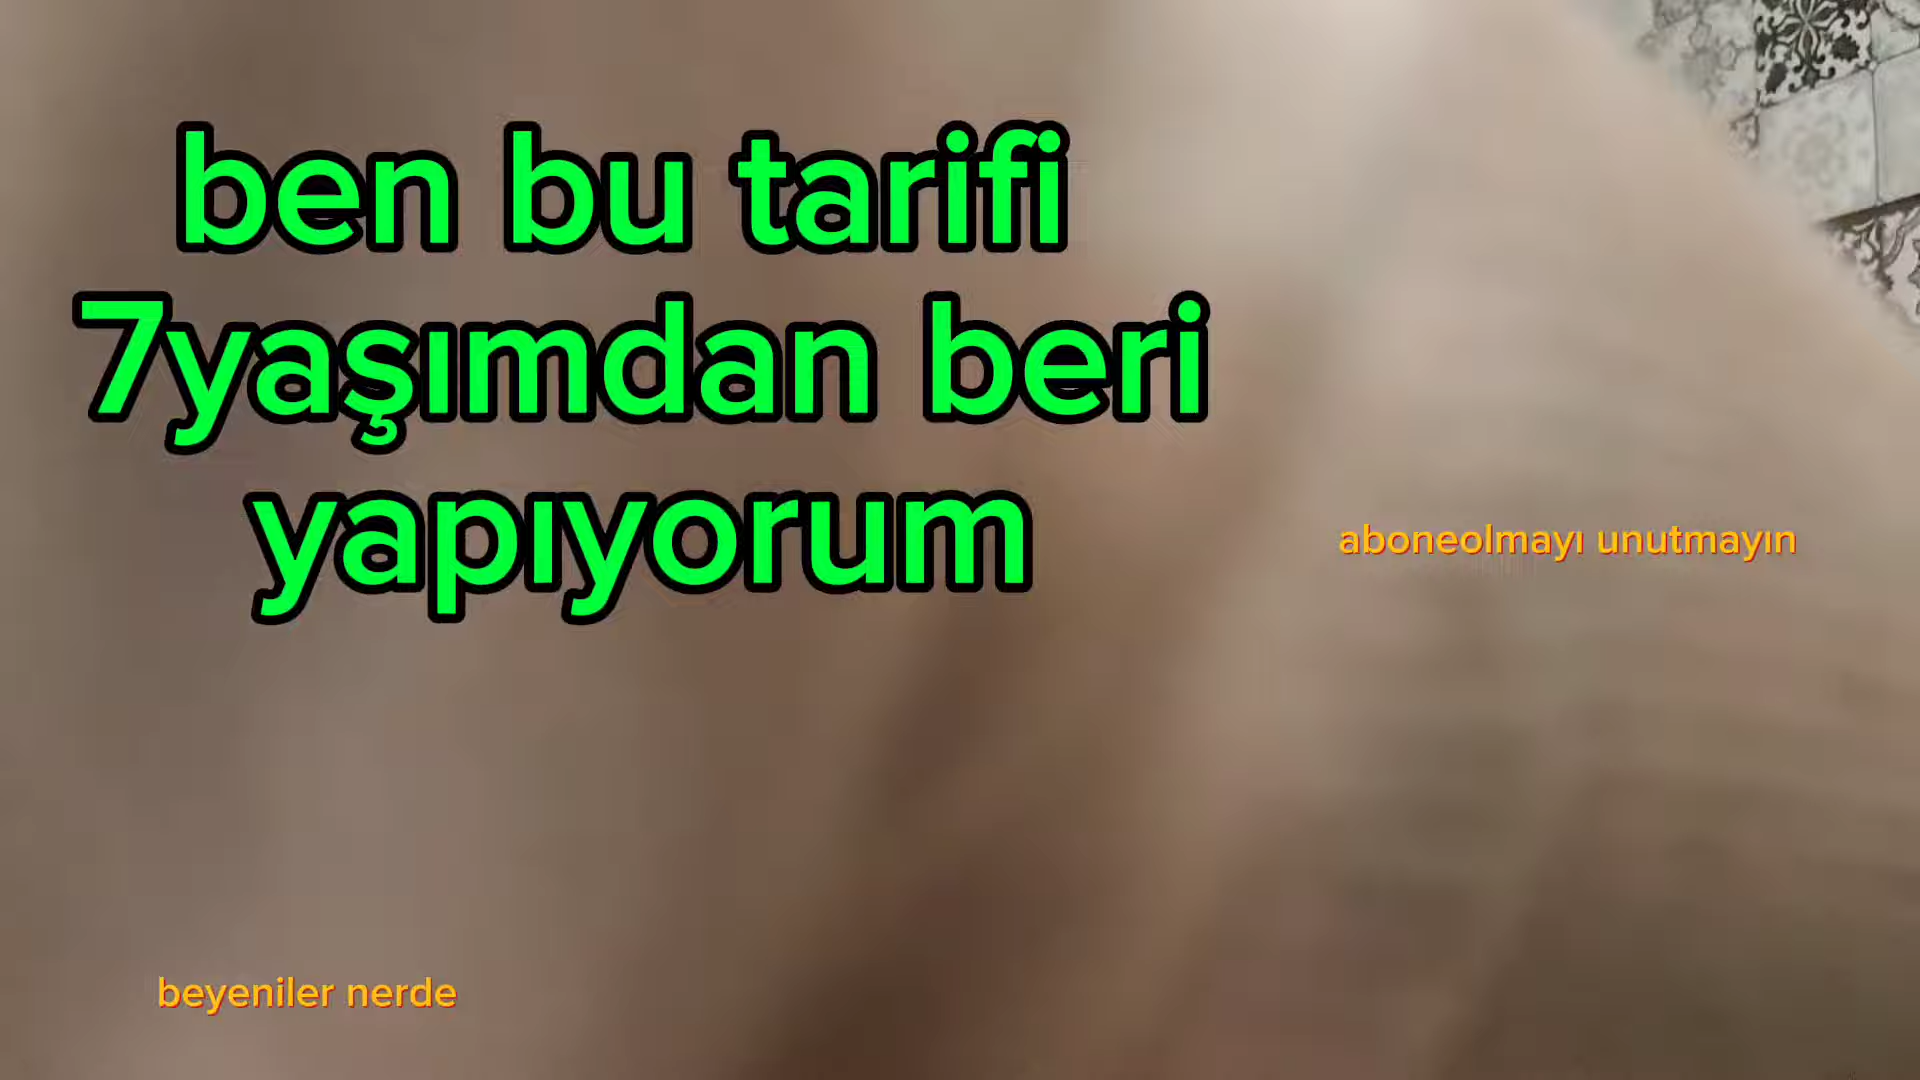 ben bu tarifi
7yaşımdan beri
yapıyorum
aboneolmayı unutmayın
beyeniler nerde